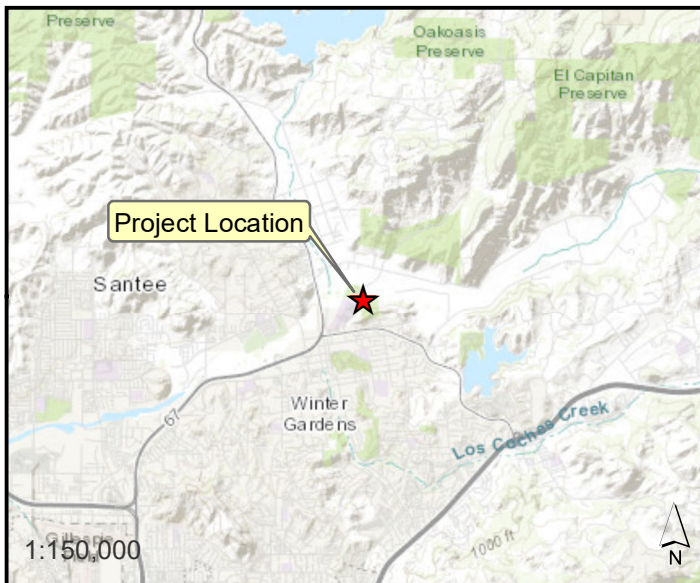 Preserve
Oakoasis
Preserve
El Capitan
Preserve
Project Location
Santee
Winter
Gardens
67
Los Coches Creek
1000 ft
1:150,000
N